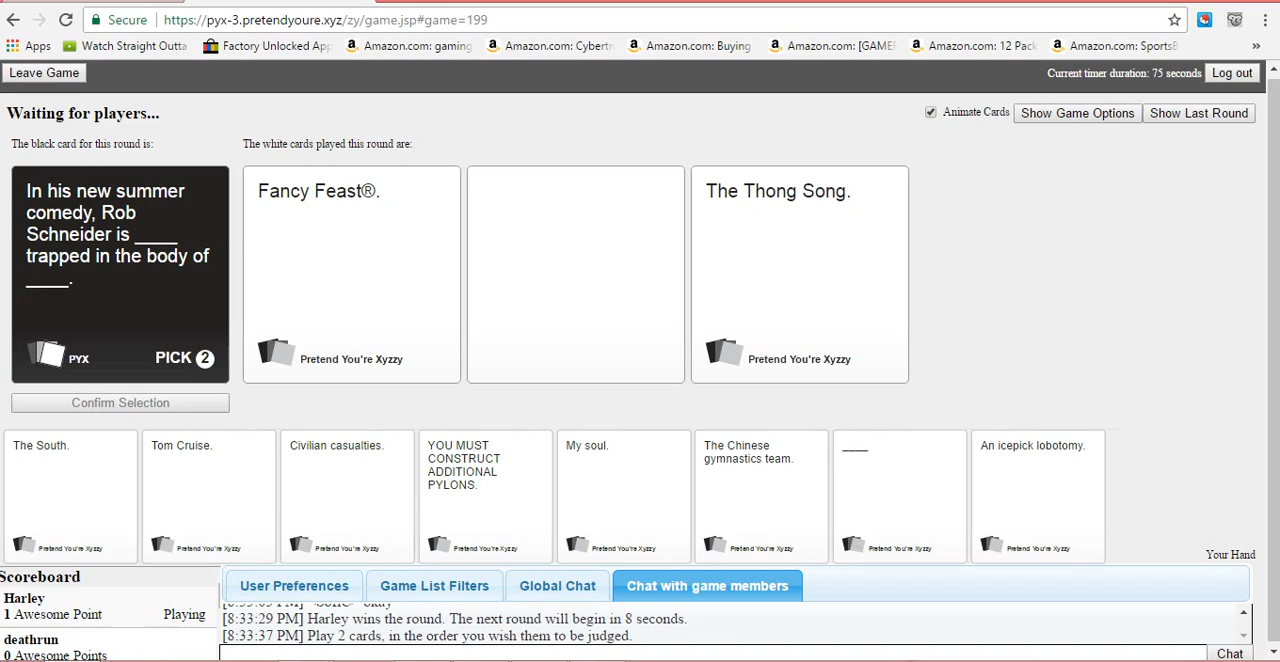 Secure https://pyx-3.pretendyoure.xyz/zy/game.jsp#game=199
Apps Watch Straight Outta Factory Unlocked App Amazon.com: gaming Amazon.com: Cybertr Amazon.com: Buying Amazon.com: [GAME Amazon.com: 12 Pack Amazon.com: SportsB »
Leave Game Current timer duration: 75 seconds Log out
Waiting for players... Animate Cards Show Game Options Show Last Round
The black card for this round is: The white cards played this round are:
In his new summer
comedy, Rob
Schneider is ____
trapped in the body of
____.
PYX PICK 2
Fancy Feast®.
Pretend You're Xyzzy
The Thong Song.
Pretend You're Xyzzy
Confirm Selection
The South.
Pretend You're Xyzzy
Tom Cruise.
Pretend You're Xyzzy
Civilian casualties.
Pretend You're Xyzzy
YOU MUST
CONSTRUCT
ADDITIONAL
PYLONS.
Pretend You're Xyzzy
My soul.
Pretend You're Xyzzy
The Chinese
gymnastics team.
Pretend You're Xyzzy
____
Pretend You're Xyzzy
An icepick lobotomy.
Pretend You're Xyzzy
Your Hand
Scoreboard
Harley
1 Awesome Point Playing
deathrun
0 Awesome Points
User Preferences Game List Filters Global Chat Chat with game members
[8:33:29 PM] Harley wins the round. The next round will begin in 8 seconds.
[8:33:37 PM] Play 2 cards, in the order you wish them to be judged.
Chat